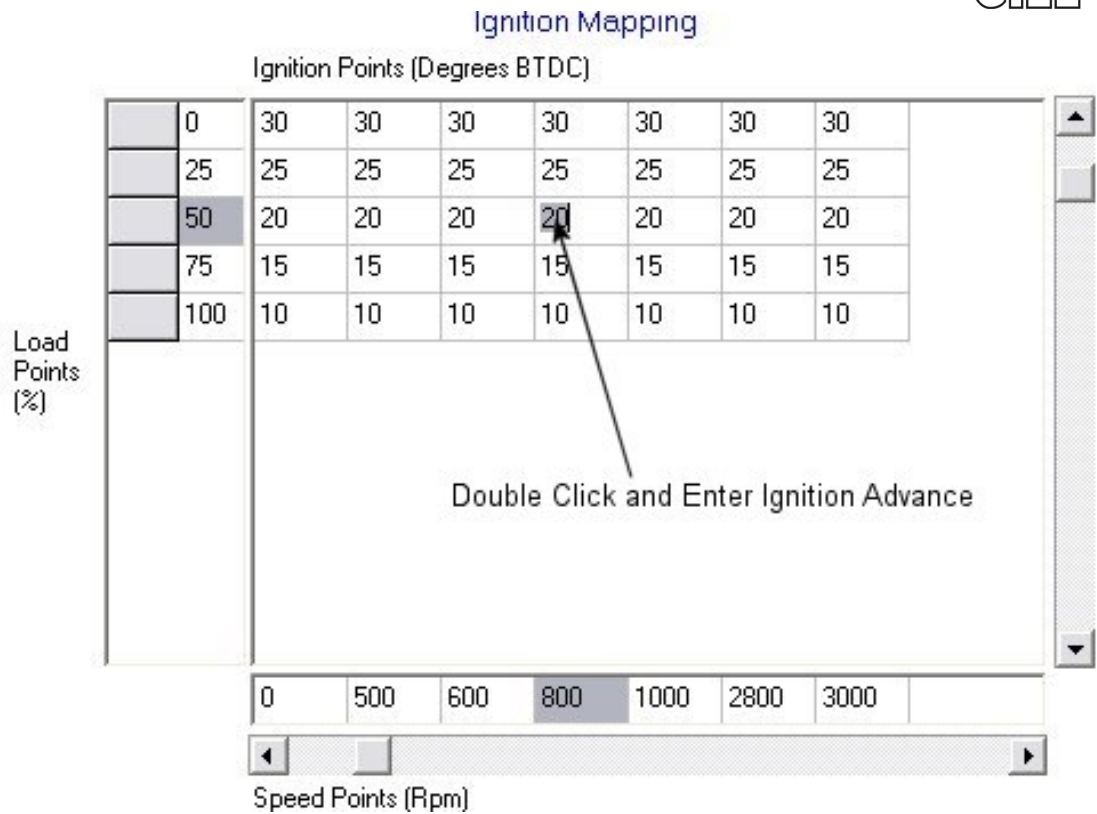 Ignition Mapping
Ignition Points (Degrees BTDC)
0 30 30 30 30 30 30 30
25 25 25 25 25 25 25 25
50 20 20 20 20 20 20 20
75 15 15 15 15 15 15 15
100 10 10 10 10 10 10 10
Load
Points
(%)
Double Click and Enter Ignition Advance
0 500 600 800 1000 2800 3000
Speed Points (Rpm)